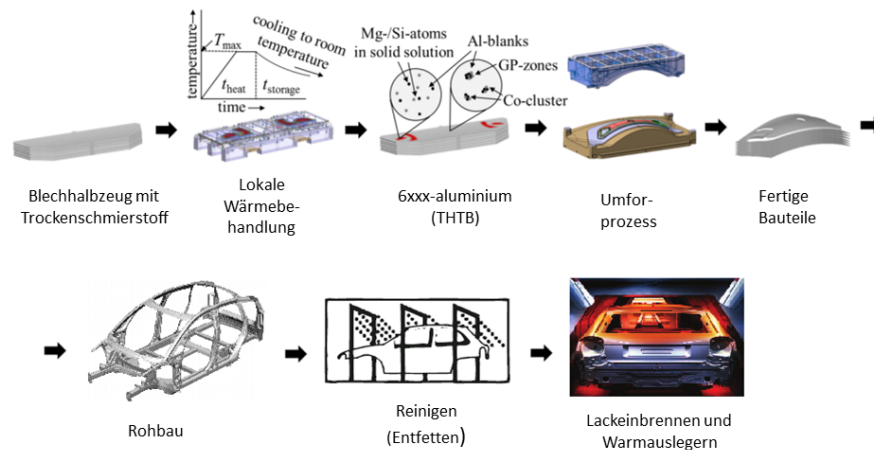 cooling to room
temperature
T max
temperature
t heat
t storage
time
Mg-/Si-atoms
in solid solution
Al-blanks
GP-zones
Co-cluster
Blechhalbzeug mit
Trockenschmierstoff
Lokale
Wärmebe-
handlung
6xxx-aluminium
(THTB)
Umfor-
prozess
Fertige
Bauteile
Rohbau
Reinigen
(Entfetten)
Lackeinbrennen und
Warmauslegern